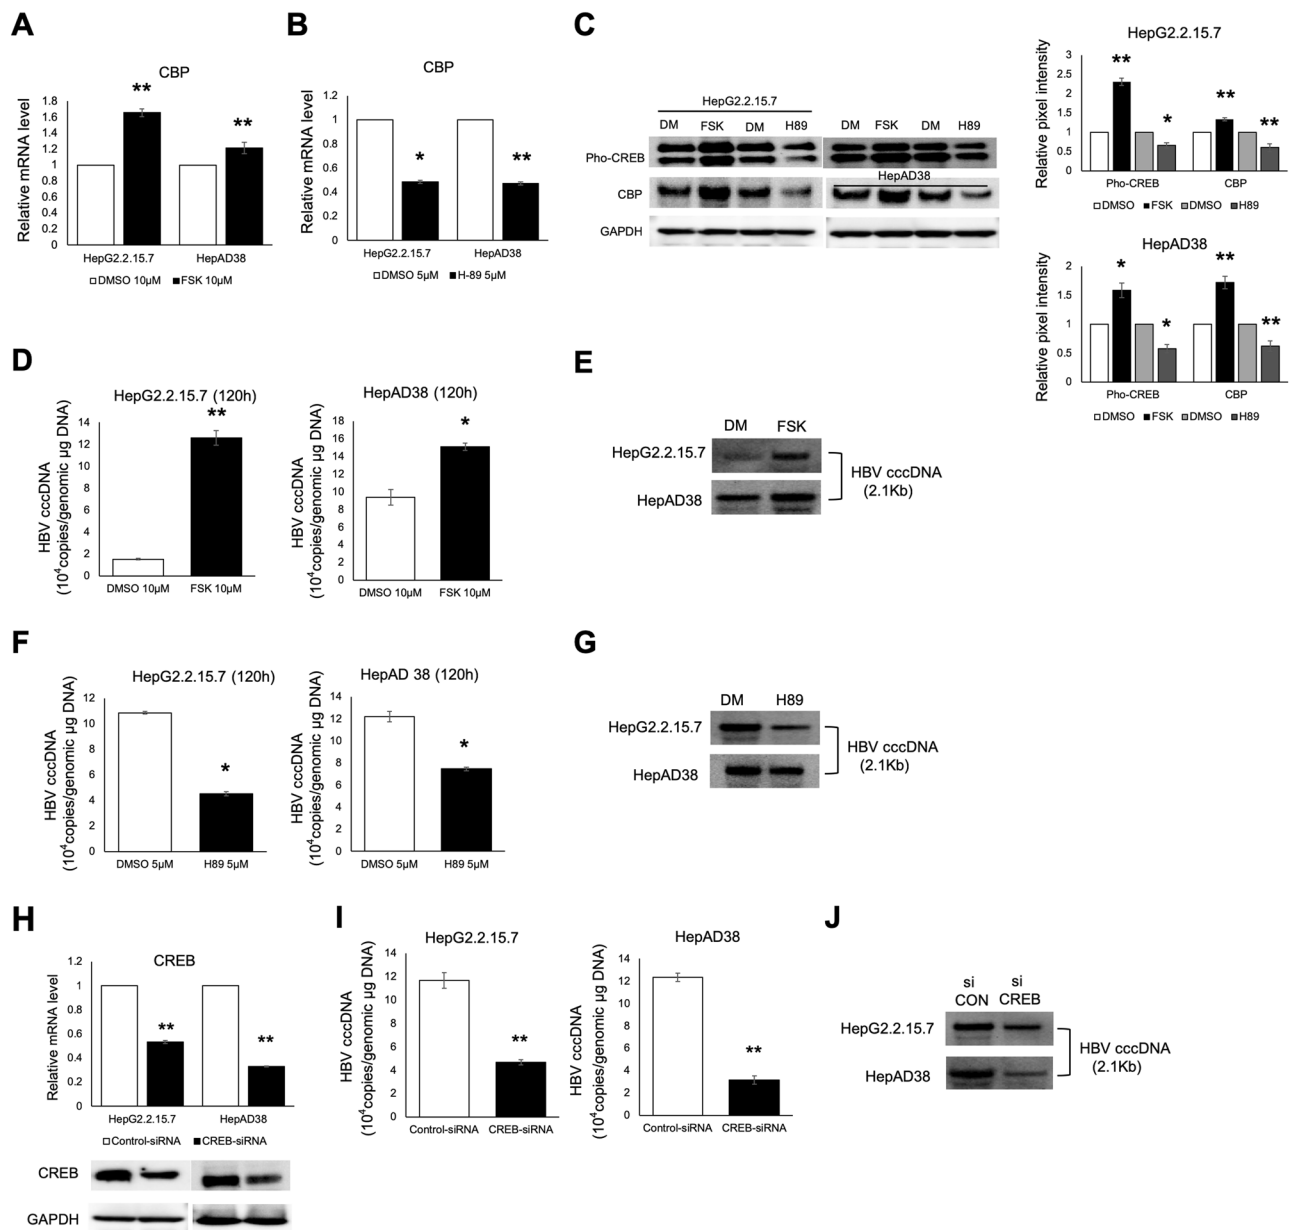 A
CBP
Relative mRNA level
1.8
1.6
1.4
1.2
1
0.8
0.6
0.4
0.2
0
**
**
HepG2.2.15.7
HepAD38
DMSO 10µM
FSK 10µM
B
CBP
Relative mRNA level
1.2
1
0.8
0.6
0.4
0.2
0
*
**
HepG2.2.15.7
HepAD38
DMSO 5µM
H-89 5µM
C
HepG2.2.15.7
DM FSK DM H89
DM FSK DM H89
Pho-CREB
CBP
HepAD38
GAPDH
HepG2.2.15.7
Relative pixel intensity
3
2.5
2
1.5
1
0.5
0
**
*
**
**
Pho-CREB
CBP
DMSO FSK DMSO H89
HepAD38
Relative pixel intensity
2
1.5
1
0.5
0
*
*
**
**
Pho-CREB
CBP
DMSO FSK DMSO H89
D
HepG2.2.15.7 (120h)
HBV cccDNA
(10⁴copies/genomic µg DNA)
14
12
10
8
6
4
2
0
**
DMSO 10µM
FSK 10µM
HepAD38 (120h)
HBV cccDNA
(10⁴copies/genomic µg DNA)
18
16
14
12
10
8
6
4
2
0
*
DMSO 10µM
FSK 10µM
E
DM FSK
HepG2.2.15.7
HepAD38
HBV cccDNA
(2.1Kb)
F
HepG2.2.15.7 (120h)
HBV cccDNA
(10⁴copies/genomic µg DNA)
12
10
8
6
4
2
0
*
DMSO 5µM
H89 5µM
HepAD 38 (120h)
HBV cccDNA
(10⁴copies/genomic µg DNA)
14
12
10
8
6
4
2
0
*
DMSO 5µM
H89 5µM
G
DM H89
HepG2.2.15.7
HepAD38
HBV cccDNA
(2.1Kb)
H
CREB
Relative mRNA level
1.2
1
0.8
0.6
0.4
0.2
0
**
**
HepG2.2.15.7
HepAD38
Control-siRNA
CREB-siRNA
CREB
GAPDH
I
HepG2.2.15.7
HBV cccDNA
(10⁴copies/genomic µg DNA)
14
12
10
8
6
4
2
0
**
Control-siRNA
CREB-siRNA
HepAD38
HBV cccDNA
(10⁴copies/genomic µg DNA)
14
12
10
8
6
4
2
0
**
Control-siRNA
CREB-siRNA
J
si si
CON CREB
HepG2.2.15.7
HepAD38
HBV cccDNA
(2.1Kb)